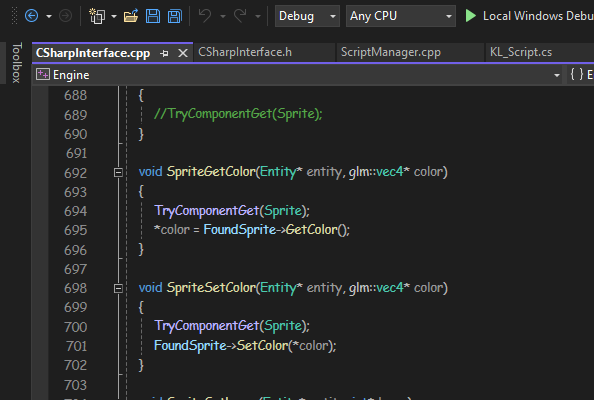 Debug Any CPU Local Windows Debu
Toolbox
CSharpInterface.cpp CSharpInterface.h ScriptManager.cpp KL_Script.cs
Engine { } E
688 {
689 //TryComponentGet(Sprite);
690 }
691
692 void SpriteGetColor(Entity* entity, glm::vec4* color)
693 {
694 TryComponentGet(Sprite);
695 *color = FoundSprite->GetColor();
696 }
697
698 void SpriteSetColor(Entity* entity, glm::vec4* color)
699 {
700 TryComponentGet(Sprite);
701 FoundSprite->SetColor(*color);
702 }
703